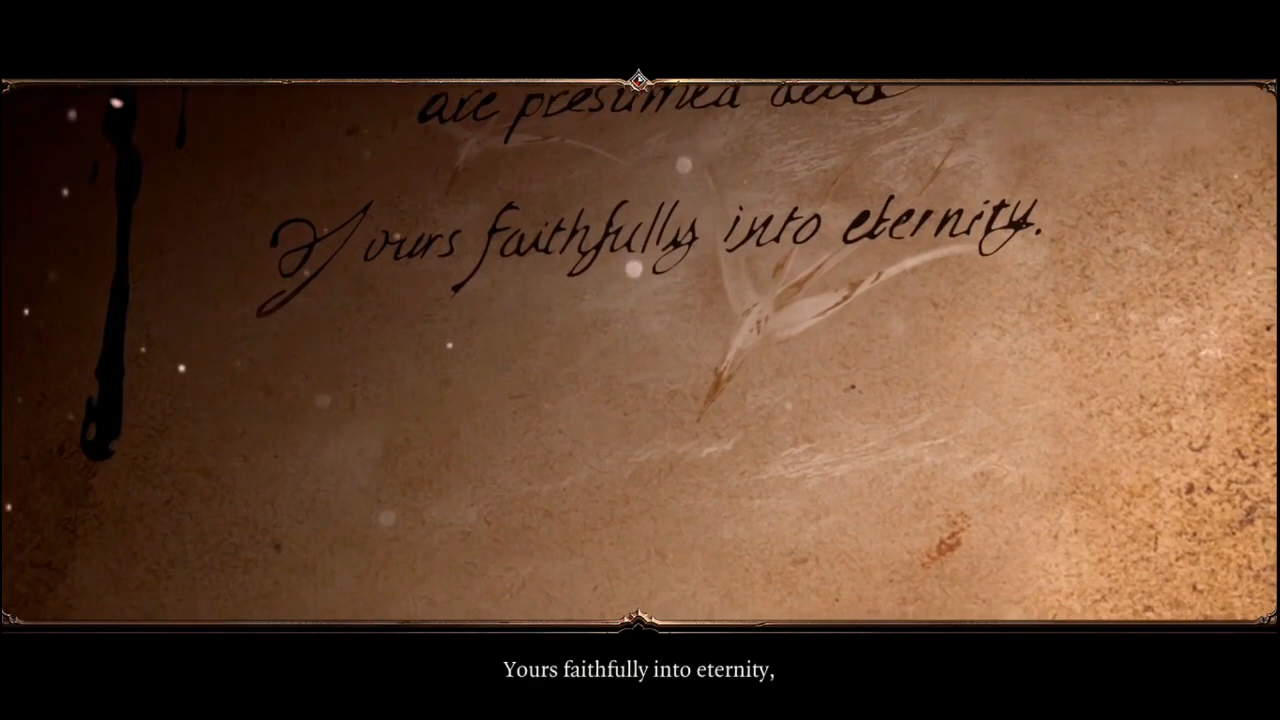 are presumed dead
Yours faithfully into eternity.
Yours faithfully into eternity,